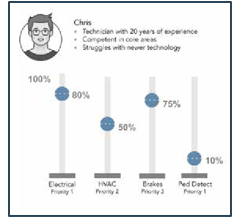 Chris
• Technician with 20 years of experience
• Competent in core areas
• Struggles with newer technology
100%
80%
50%
75%
10%
Electrical HVAC Brakes Ped Detect
Priority 1 Priority 2 Priority 3 Priority 1